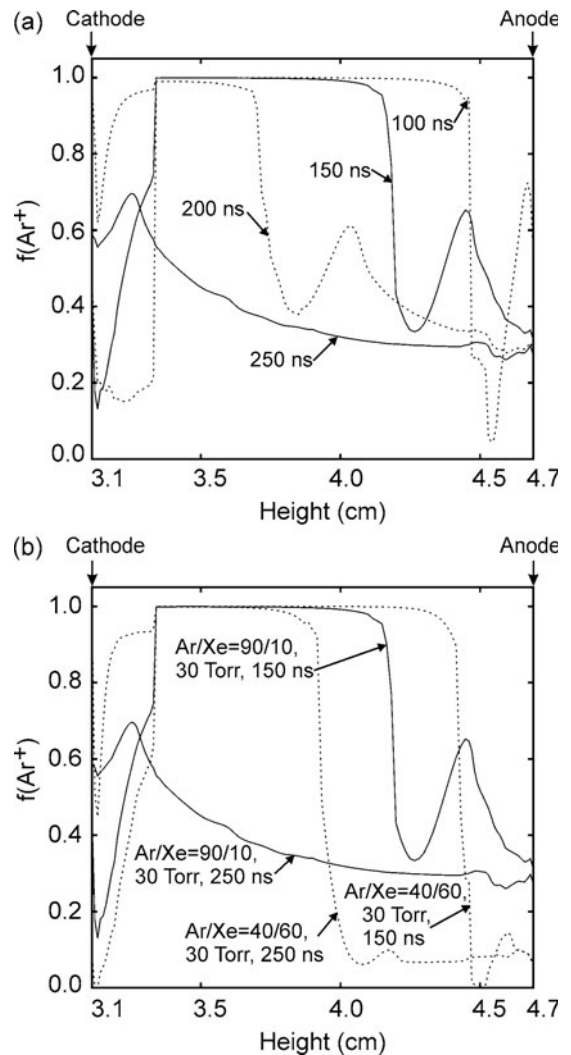 (a)
Cathode
Anode
1.0
0.8
0.6
0.4
0.2
0.0
f(Ar+)
100 ns
150 ns
200 ns
250 ns
3.1
3.5
4.0
4.5
4.7
Height (cm)
(b)
Cathode
Anode
1.0
0.8
0.6
0.4
0.2
0.0
f(Ar+)
Ar/Xe=90/10,
30 Torr, 150 ns
Ar/Xe=90/10,
30 Torr, 250 ns
Ar/Xe=40/60,
30 Torr, 250 ns
Ar/Xe=40/60,
30 Torr,
150 ns
3.1
3.5
4.0
4.5
4.7
Height (cm)